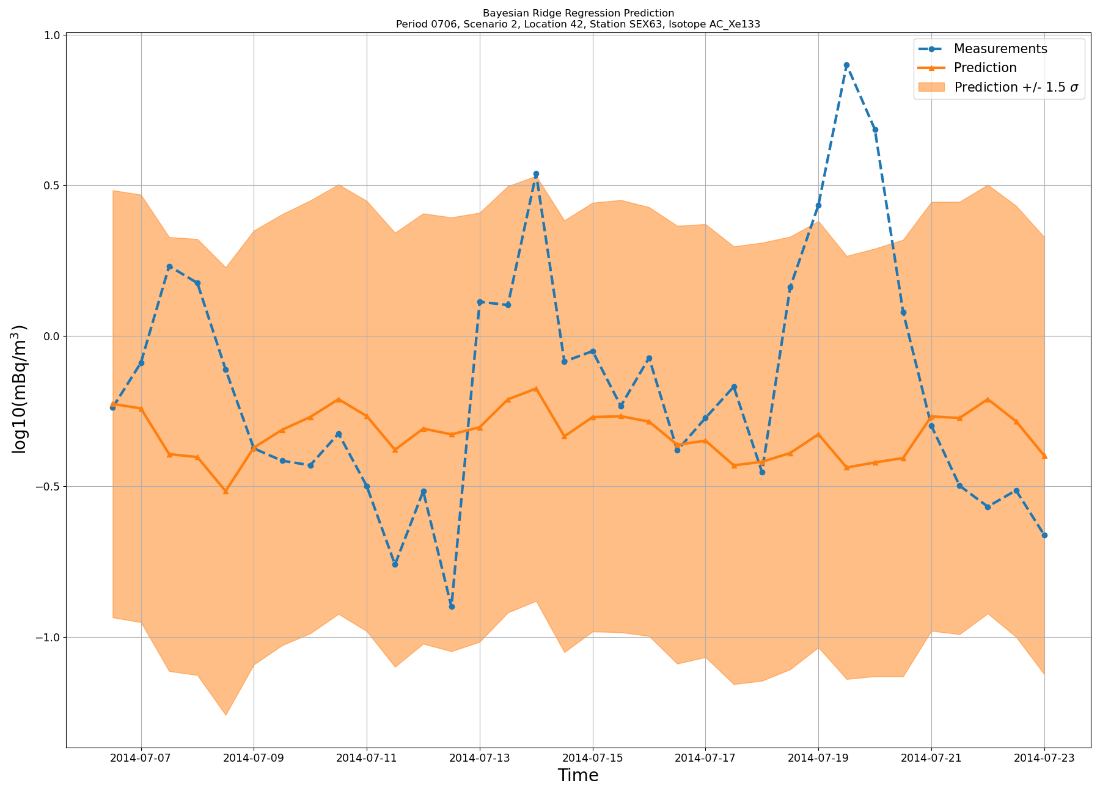 Bayesian Ridge Regression Prediction
Period 0706, Scenario 2, Location 42, Station SEX63, Isotope AC_Xe133
1.0
0.5
0.0
−0.5
−1.0
log10(mBq/m³)
Measurements
Prediction
Prediction +/- 1.5 σ
2014-07-07 2014-07-09 2014-07-11 2014-07-13 2014-07-15 2014-07-17 2014-07-19 2014-07-21 2014-07-23
Time